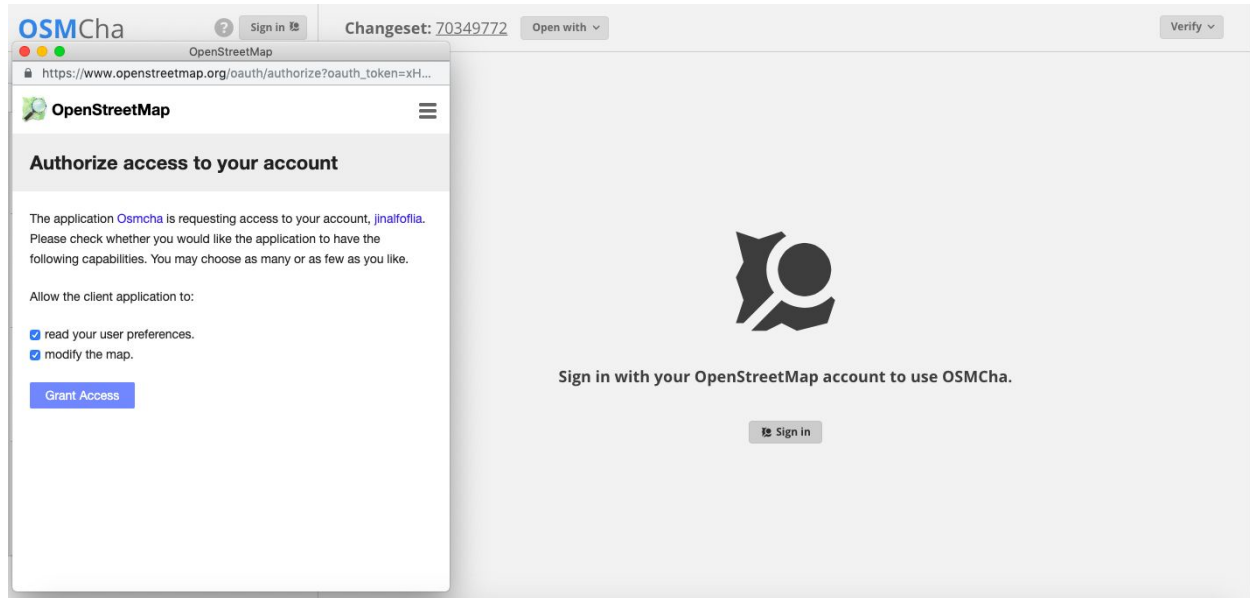 OSMCha
? Sign in
Changeset: 70349772 Open with
Verify
OpenStreetMap
https://www.openstreetmap.org/oauth/authorize?oauth_token=xH...
OpenStreetMap
Authorize access to your account
The application Osmcha is requesting access to your account, jinalfoflia.
Please check whether you would like the application to have the
following capabilities. You may choose as many or as few as you like.
Allow the client application to:
read your user preferences.
modify the map.
Grant Access
Sign in with your OpenStreetMap account to use OSMCha.
Sign in